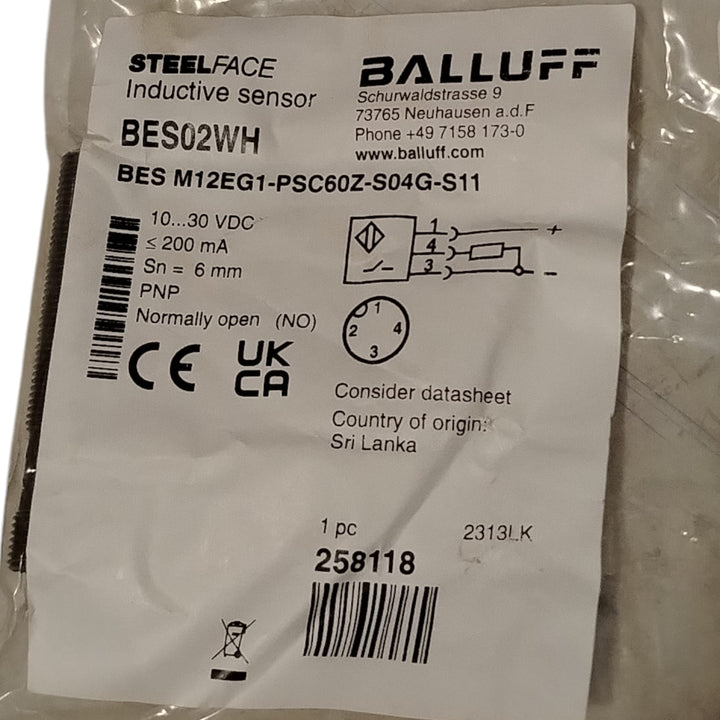 STEELFACE
Inductive sensor
BES02WH
BALLUFF
Schurwaldstrasse 9
73765 Neuhausen a.d.F
Phone +49 7158 173-0
www.balluff.com
BES M12EG1-PSC60Z-S04G-S11
10...30 VDC
≤ 200 mA
Sn = 6 mm
PNP
Normally open (NO)
1 +
4
3 −
1
2 4
3
CE UK
CA
Consider datasheet
Country of origin:
Sri Lanka
1 pc 2313LK
258118